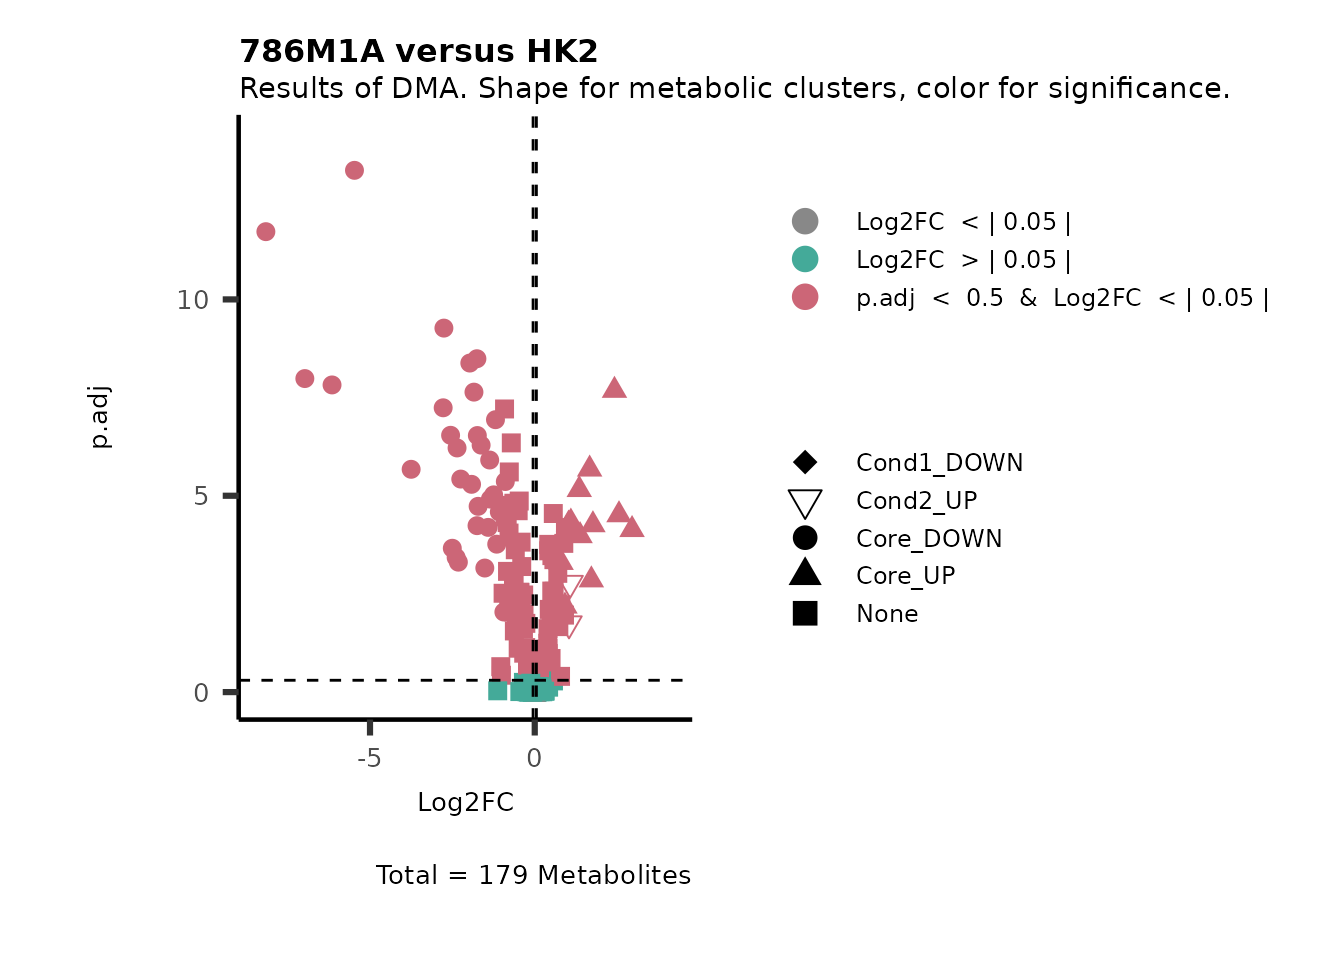 786M1A versus HK2
Results of DMA. Shape for metabolic clusters, color for significance.
p.adj
10
5
0
-5
0
Log2FC
Total = 179 Metabolites
Log2FC  < | 0.05 |
Log2FC  > | 0.05 |
p.adj  <  0.5  &  Log2FC  < | 0.05 |
Cond1_DOWN
Cond2_UP
Core_DOWN
Core_UP
None